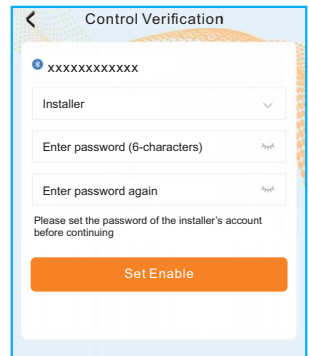 Control Verification
xxxxxxxxxxxx
Installer
Enter password (6-characters)
Enter password again
Please set the password of the installer's account
before continuing
Set Enable